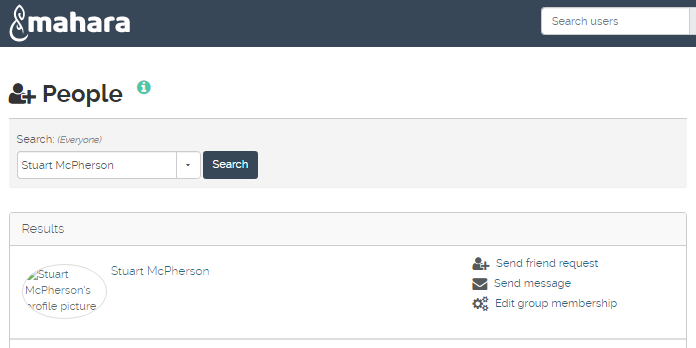 mahara
Search users
People
Search: (Everyone)
Stuart McPherson
Search
Results
Stuart
McPherson's
profile picture
Stuart McPherson
Send friend request
Send message
Edit group membership